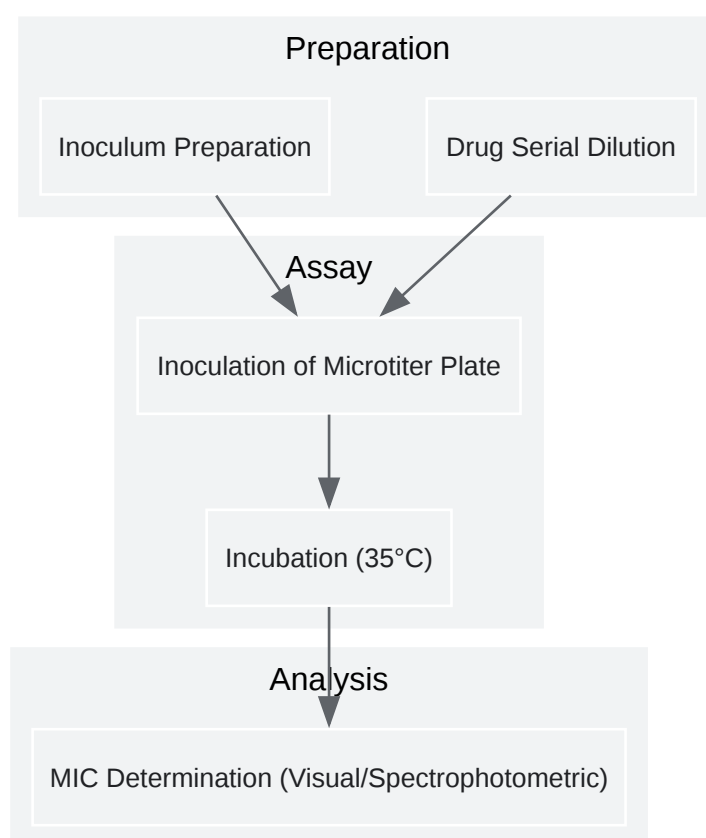 Preparation
Inoculum Preparation
Drug Serial Dilution
Assay
Inoculation of Microtiter Plate
Incubation (35°C)
Analysis
MIC Determination (Visual/Spectrophotometric)